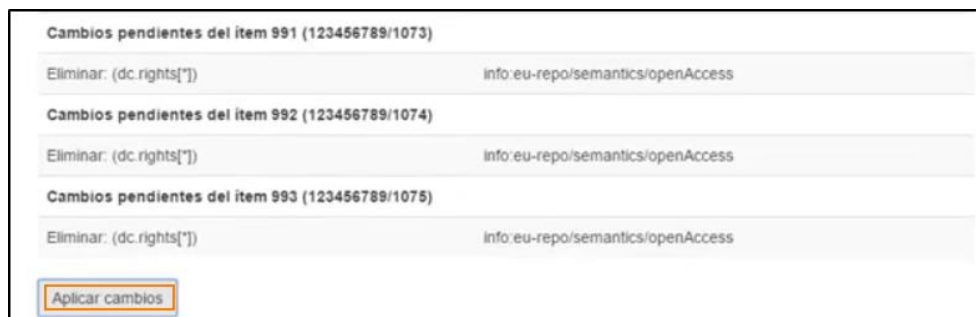 Cambios pendientes del ítem 991 (123456789/1073)
Eliminar: (dc.rights[*]) info:eu-repo/semantics/openAccess
Cambios pendientes del ítem 992 (123456789/1074)
Eliminar: (dc.rights[*]) info:eu-repo/semantics/openAccess
Cambios pendientes del ítem 993 (123456789/1075)
Eliminar: (dc.rights[*]) info:eu-repo/semantics/openAccess
Aplicar cambios